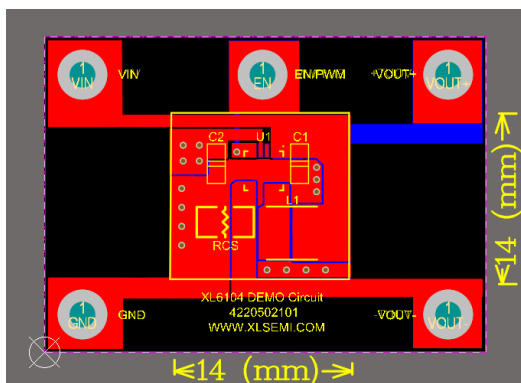 1 VIN VIN 1 EN EN/PWM +VOUT+ 1 VOUT+
C2 U1 C1
L1
RCS
14 (mm)
XL6104 DEMO Circuit
4220502101
WWW.XLSEMI.COM
1 GND GND -VOUT- 1 VOUT-
14 (mm)